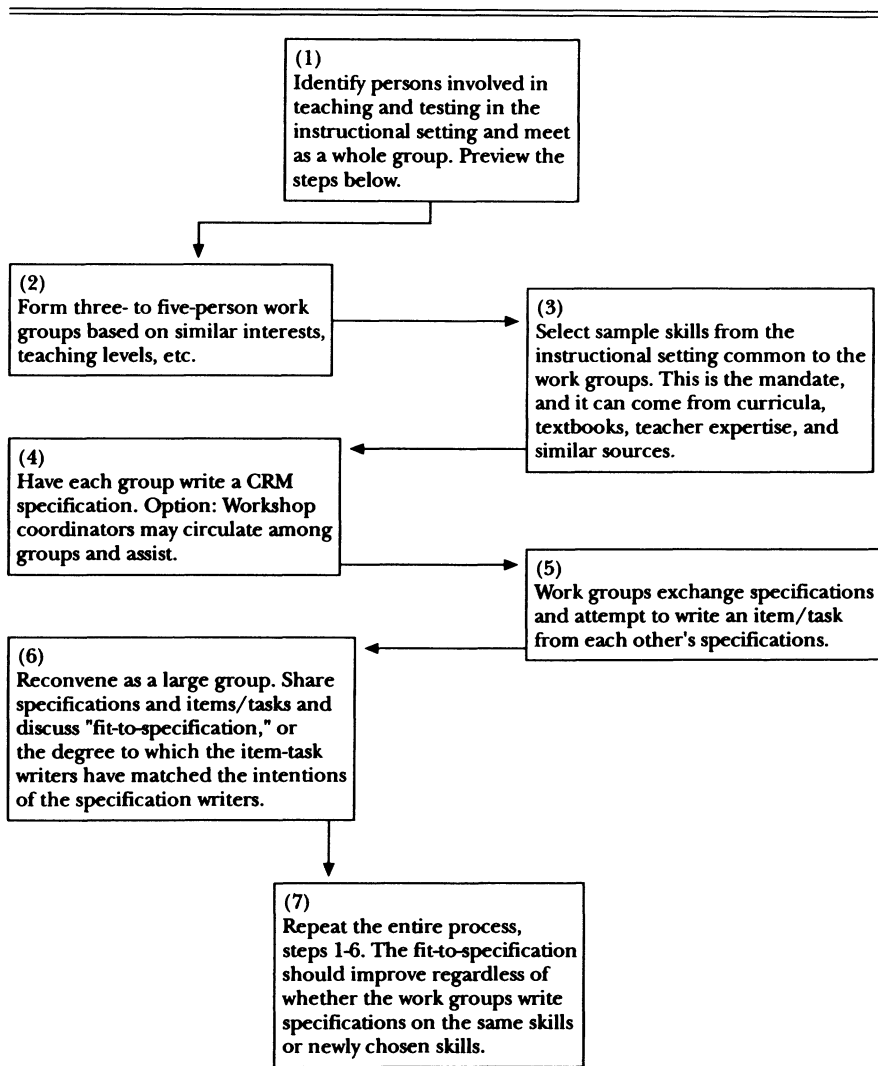 (1)
Identify persons involved in
teaching and testing in the
instructional setting and meet
as a whole group. Preview the
steps below.
(2)
Form three- to five-person work
groups based on similar interests,
teaching levels, etc.
(3)
Select sample skills from the
instructional setting common to the
work groups. This is the mandate,
and it can come from curricula,
textbooks, teacher expertise, and
similar sources.
(4)
Have each group write a CRM
specification. Option: Workshop
coordinators may circulate among
groups and assist.
(5)
Work groups exchange specifications
and attempt to write an item/task
from each other's specifications.
(6)
Reconvene as a large group. Share
specifications and items/tasks and
discuss "fit-to-specification," or
the degree to which the item-task
writers have matched the intentions
of the specification writers.
(7)
Repeat the entire process,
steps 1-6. The fit-to-specification
should improve regardless of
whether the work groups write
specifications on the same skills
or newly chosen skills.